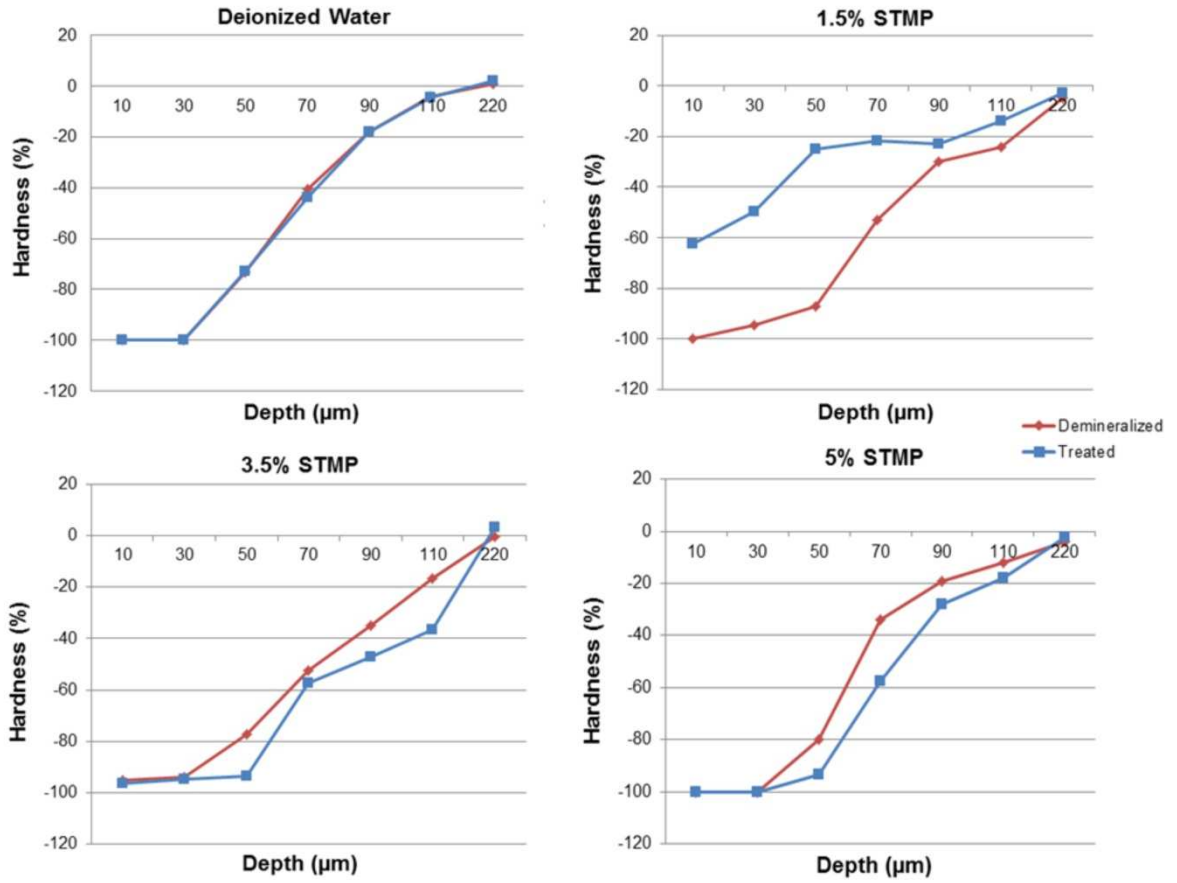 Deionized Water
20
0
-20
-40
-60
-80
-100
-120
10 30 50 70 90 110 220
Hardness (%)
Depth (µm)
1.5% STMP
20
0
-20
-40
-60
-80
-100
-120
10 30 50 70 90 110 220
Hardness (%)
Depth (µm)
Demineralized
Treated
3.5% STMP
20
0
-20
-40
-60
-80
-100
-120
10 30 50 70 90 110 220
Hardness (%)
Depth (µm)
5% STMP
20
0
-20
-40
-60
-80
-100
-120
10 30 50 70 90 110 220
Hardness (%)
Depth (µm)